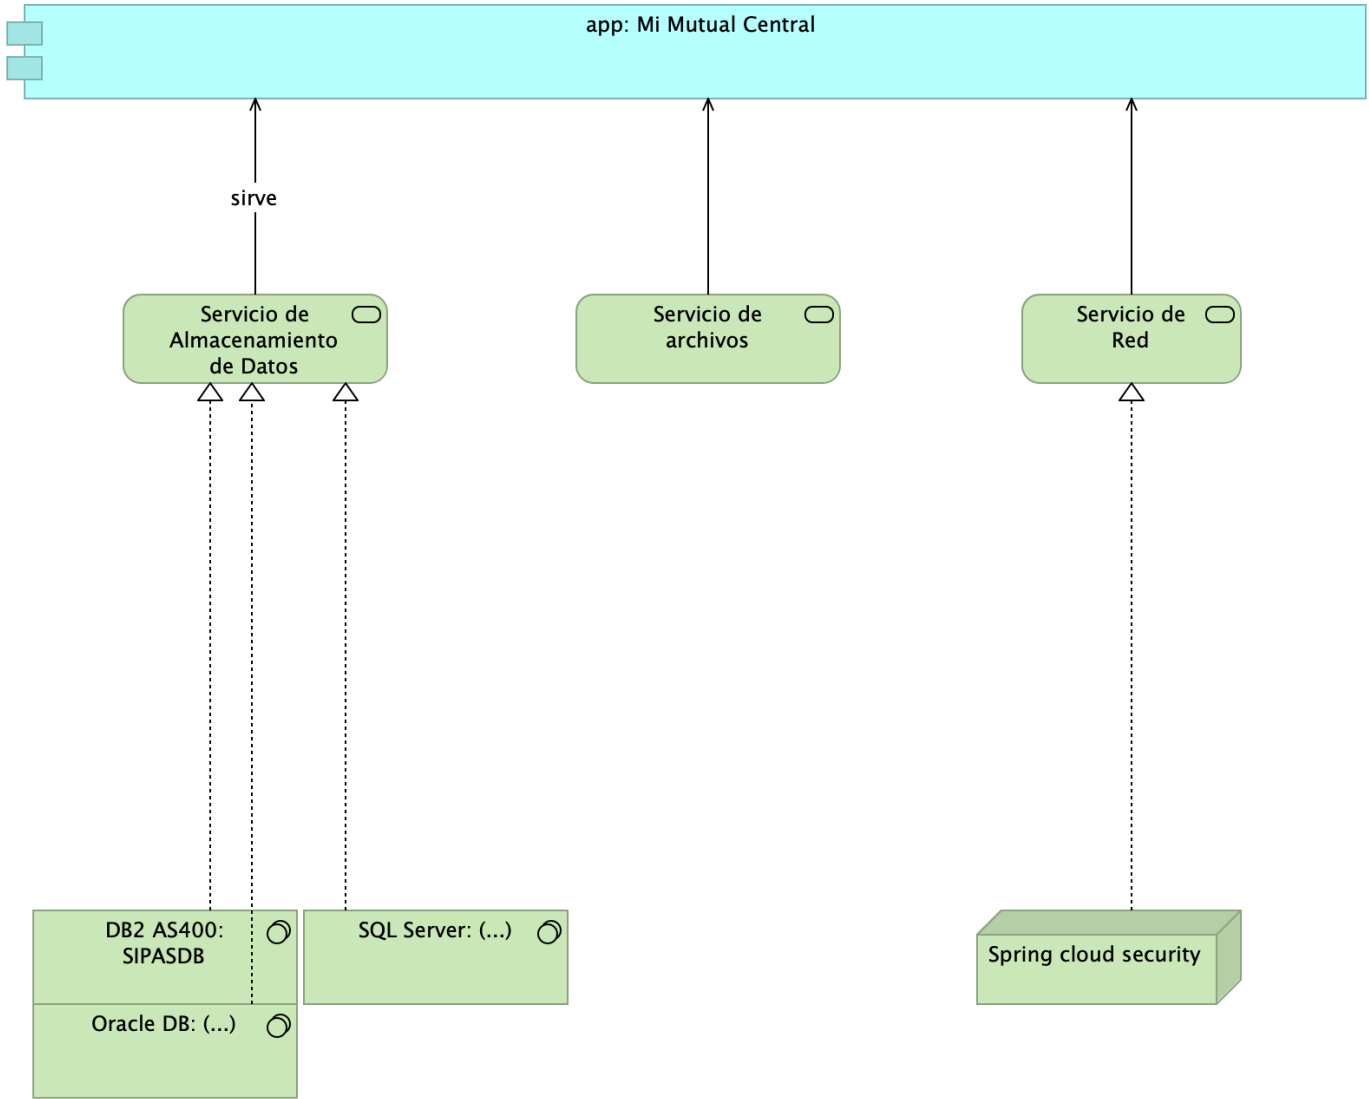 app: Mi Mutual Central
sirve
Servicio de
Almacenamiento
de Datos
Servicio de
archivos
Servicio de
Red
DB2 AS400:
SIPASDB
SQL Server: (...)
Spring cloud security
Oracle DB: (...)